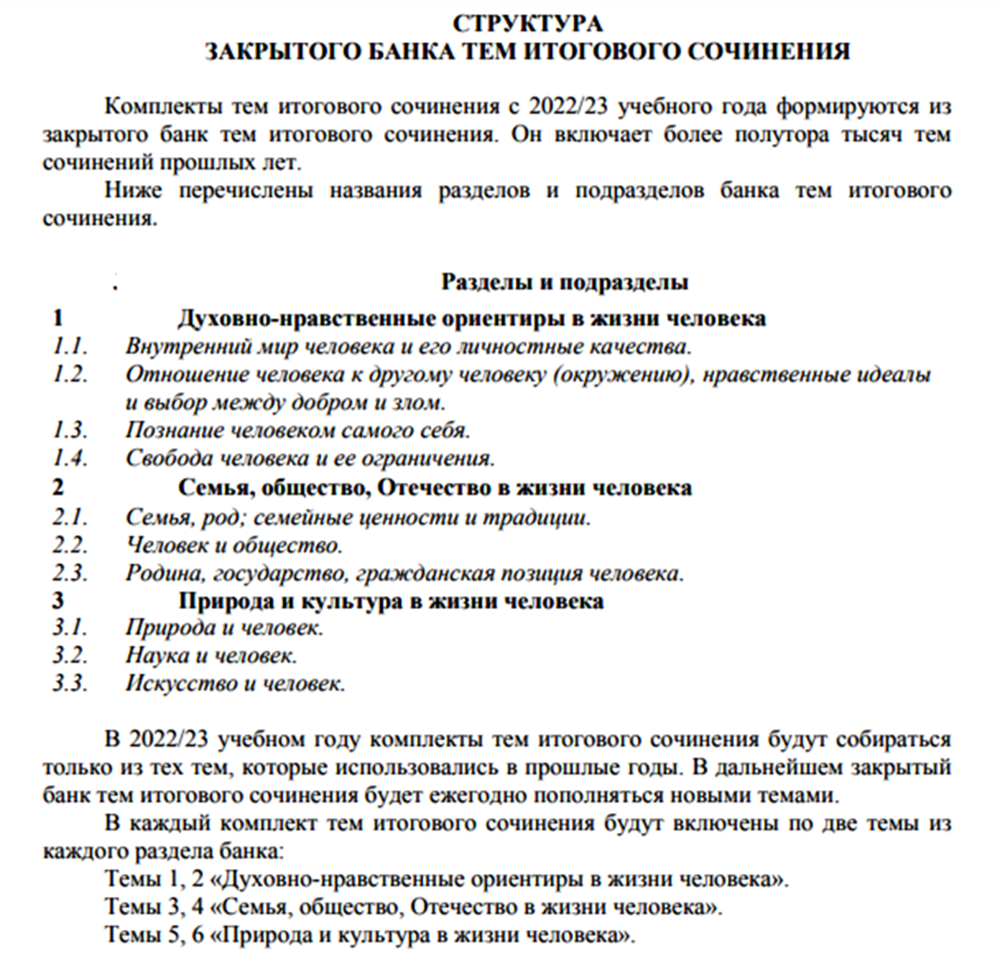 СТРУКТУРА
ЗАКРЫТОГО БАНКА ТЕМ ИТОГОВОГО СОЧИНЕНИЯ
Комплекты тем итогового сочинения с 2022/23 учебного года формируются из
закрытого банк тем итогового сочинения. Он включает более полутора тысяч тем
сочинений прошлых лет.
Ниже перечислены названия разделов и подразделов банка тем итогового
сочинения.
. Разделы и подразделы
1 Духовно-нравственные ориентиры в жизни человека
1.1. Внутренний мир человека и его личностные качества.
1.2. Отношение человека к другому человеку (окружению), нравственные идеалы
и выбор между добром и злом.
1.3. Познание человеком самого себя.
1.4. Свобода человека и ее ограничения.
2 Семья, общество, Отечество в жизни человека
2.1. Семья, род; семейные ценности и традиции.
2.2. Человек и общество.
2.3. Родина, государство, гражданская позиция человека.
3 Природа и культура в жизни человека
3.1. Природа и человек.
3.2. Наука и человек.
3.3. Искусство и человек.
В 2022/23 учебном году комплекты тем итогового сочинения будут собираться
только из тех тем, которые использовались в прошлые годы. В дальнейшем закрытый
банк тем итогового сочинения будет ежегодно пополняться новыми темами.
В каждый комплект тем итогового сочинения будут включены по две темы из
каждого раздела банка:
Темы 1, 2 «Духовно-нравственные ориентиры в жизни человека».
Темы 3, 4 «Семья, общество, Отечество в жизни человека».
Темы 5, 6 «Природа и культура в жизни человека».